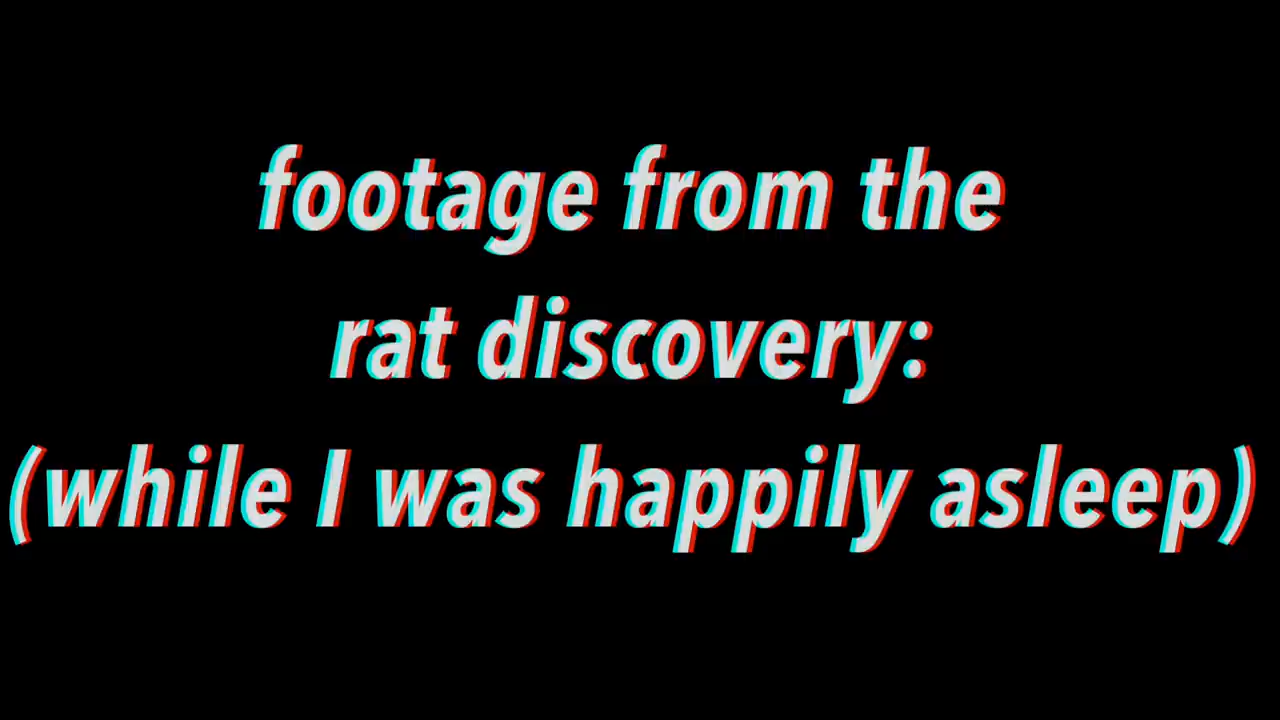 footage from the
rat discovery:
(while I was happily asleep)